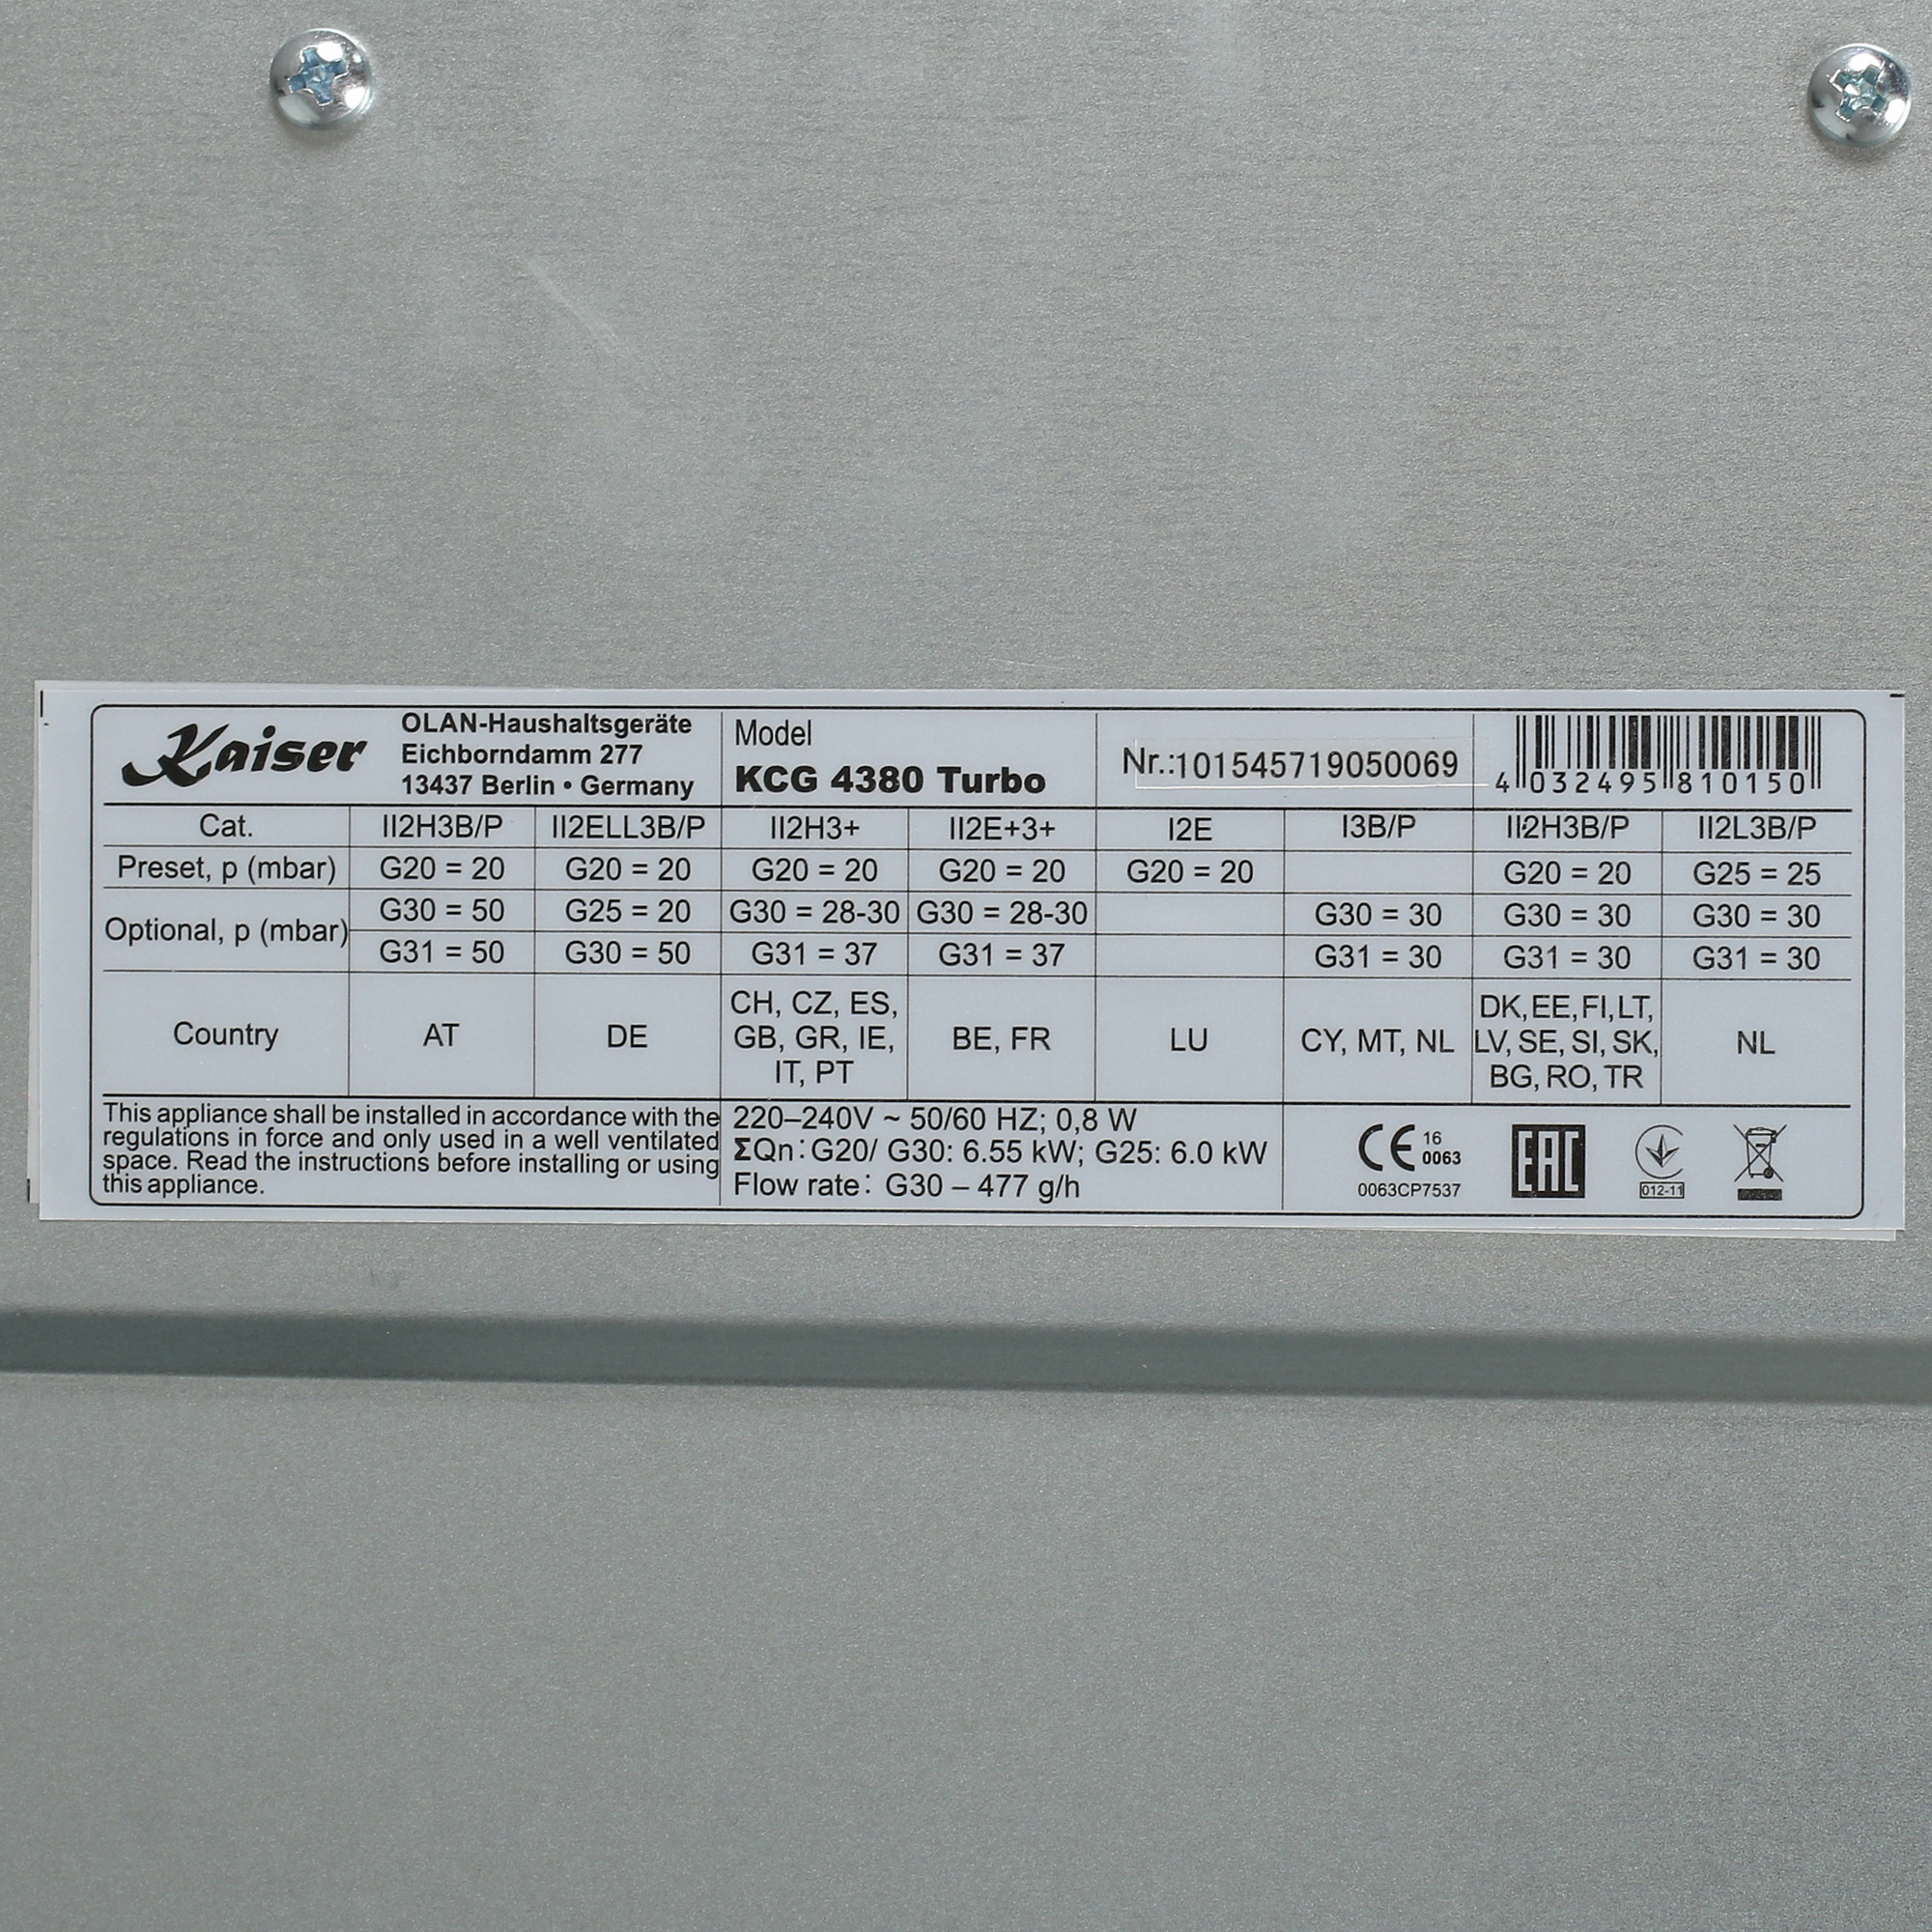 Kaiser
OLAN-Haushaltsgeräte
Eichborndamm 277
13437 Berlin • Germany
Model
KCG 4380 Turbo
Nr.:101545719050069
4 032495 810150
Cat. II2H3B/P II2ELL3B/P II2H3+ II2E+3+ I2E I3B/P II2H3B/P II2L3B/P
Preset, p (mbar) G20 = 20 G20 = 20 G20 = 20 G20 = 20 G20 = 20 G20 = 20 G25 = 25
Optional, p (mbar) G30 = 50 G25 = 20 G30 = 28-30 G30 = 28-30 G30 = 30 G30 = 30 G30 = 30
G31 = 50 G30 = 50 G31 = 37 G31 = 37 G31 = 30 G31 = 30 G31 = 30
Country
AT
DE
CH, CZ, ES,
GB, GR, IE,
IT, PT
BE, FR
LU
CY, MT, NL
DK, EE, FI, LT,
LV, SE, SI, SK,
BG, RO, TR
NL
This appliance shall be installed in accordance with the
regulations in force and only used in a well ventilated
space. Read the instructions before installing or using
this appliance.
220–240V ~ 50/60 HZ; 0,8 W
ΣQn: G20/ G30: 6.55 kW; G25: 6.0 kW
Flow rate: G30 – 477 g/h
CE 16
0063
0063CP7537
EAC
012-11